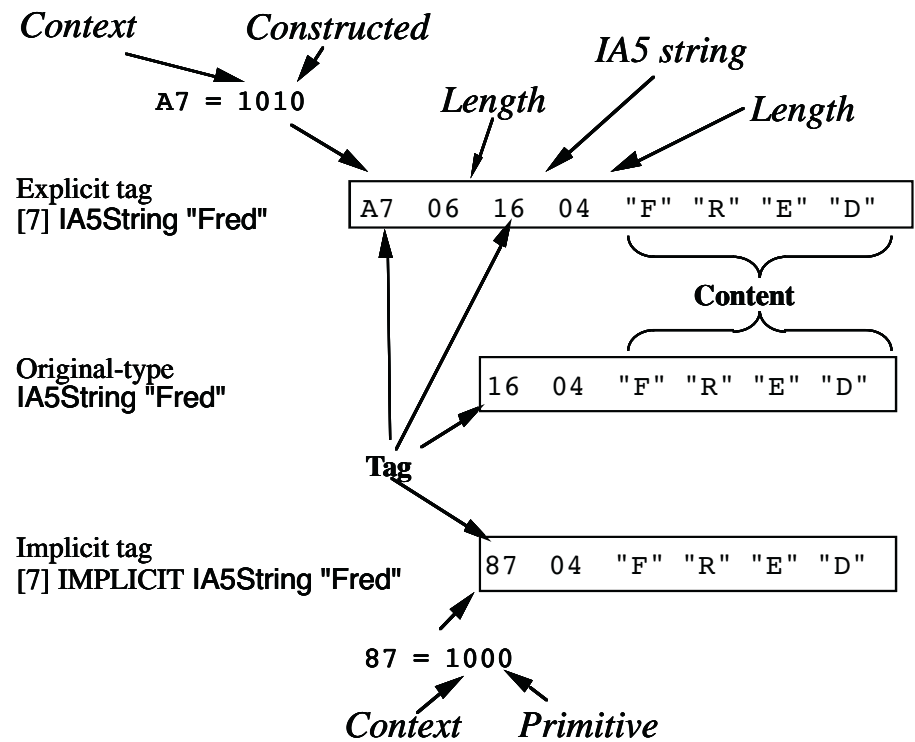 Context
Constructed
A7 = 1010
Length
IA5 string
Length
Explicit tag
[7] IA5String "Fred"
A7 06 16 04 "F" "R" "E" "D"
Content
Original-type
IA5String "Fred"
16 04 "F" "R" "E" "D"
Tag
Implicit tag
[7] IMPLICIT IA5String "Fred"
87 04 "F" "R" "E" "D"
87 = 1000
Context
Primitive